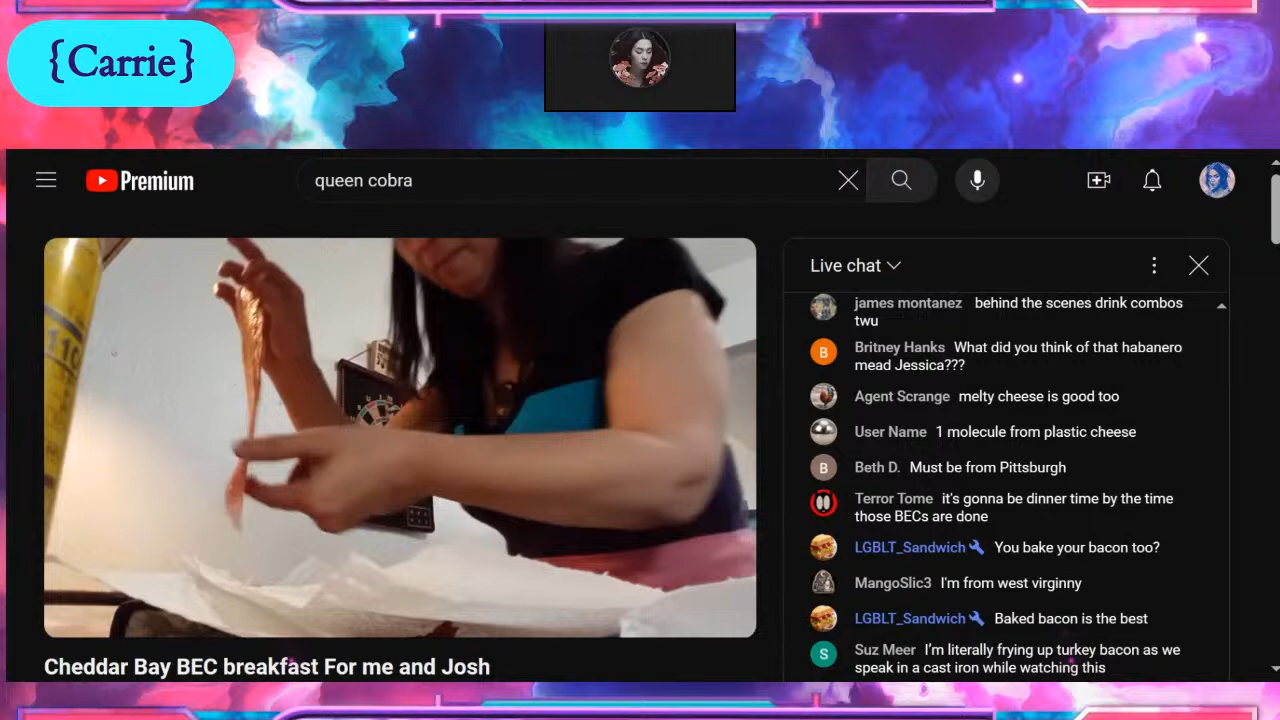 {Carrie}
Premium
queen cobra
Live chat
james montanez behind the scenes drink combos
twu
B
Britney Hanks What did you think of that habanero
mead Jessica???
Agent Scrange melty cheese is good too
User Name 1 molecule from plastic cheese
B
Beth D. Must be from Pittsburgh
Terror Tome it's gonna be dinner time by the time
those BECs are done
LGBLT_Sandwich You bake your bacon too?
MangoSlic3 I'm from west virginny
LGBLT_Sandwich Baked bacon is the best
S
Suz Meer I'm literally frying up turkey bacon as we
speak in a cast iron while watching this
Cheddar Bay BEC breakfast For me and Josh